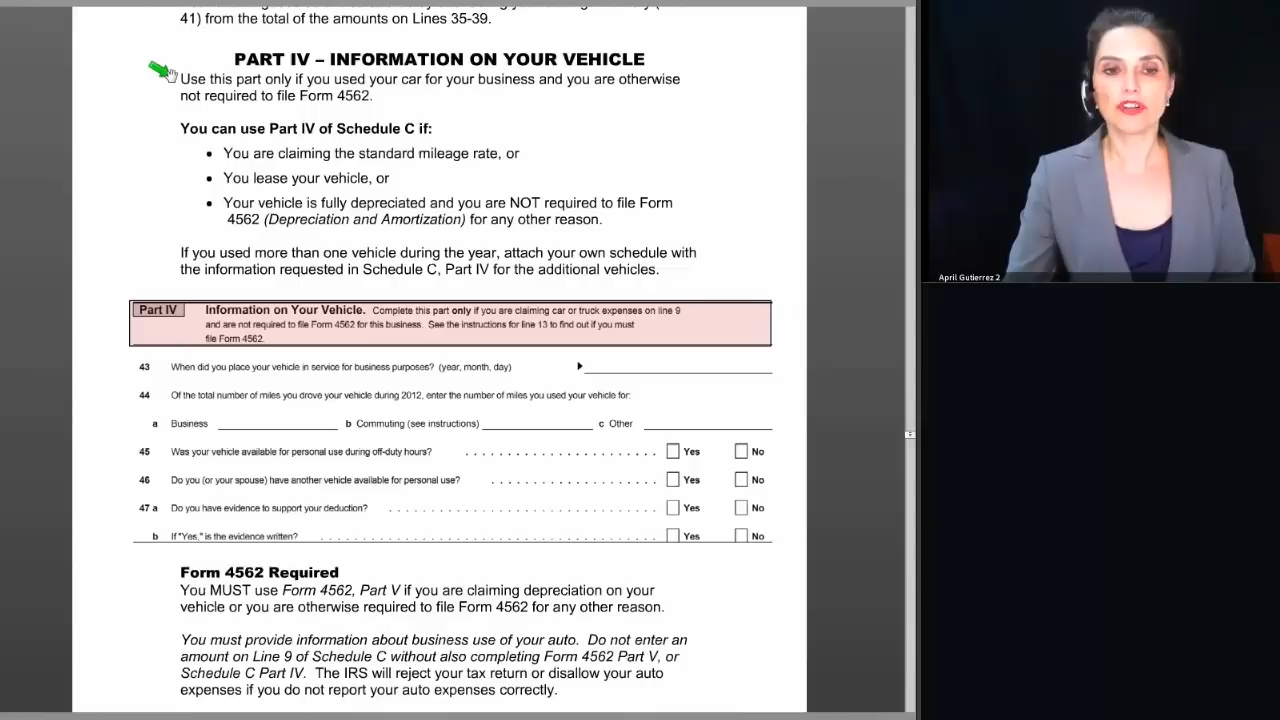 41) from the total of the amounts on Lines 35-39.
PART IV – INFORMATION ON YOUR VEHICLE
Use this part only if you used your car for your business and you are otherwise
not required to file Form 4562.
You can use Part IV of Schedule C if:
• You are claiming the standard mileage rate, or
• You lease your vehicle, or
• Your vehicle is fully depreciated and you are NOT required to file Form
4562 (Depreciation and Amortization) for any other reason.
If you used more than one vehicle during the year, attach your own schedule with
the information requested in Schedule C, Part IV for the additional vehicles.
Part IV Information on Your Vehicle. Complete this part only if you are claiming car or truck expenses on line 9
and are not required to file Form 4562 for this business. See the instructions for line 13 to find out if you must
file Form 4562.
43 When did you place your vehicle in service for business purposes? (year, month, day)
44 Of the total number of miles you drove your vehicle during 2012, enter the number of miles you used your vehicle for:
a Business b Commuting (see instructions) c Other
45 Was your vehicle available for personal use during off-duty hours? Yes No
46 Do you (or your spouse) have another vehicle available for personal use? Yes No
47 a Do you have evidence to support your deduction? Yes No
b If "Yes," is the evidence written? Yes No
Form 4562 Required
You MUST use Form 4562, Part V if you are claiming depreciation on your
vehicle or you are otherwise required to file Form 4562 for any other reason.
You must provide information about business use of your auto. Do not enter an
amount on Line 9 of Schedule C without also completing Form 4562 Part V, or
Schedule C Part IV. The IRS will reject your tax return or disallow your auto
expenses if you do not report your auto expenses correctly.
April Gutierrez 2